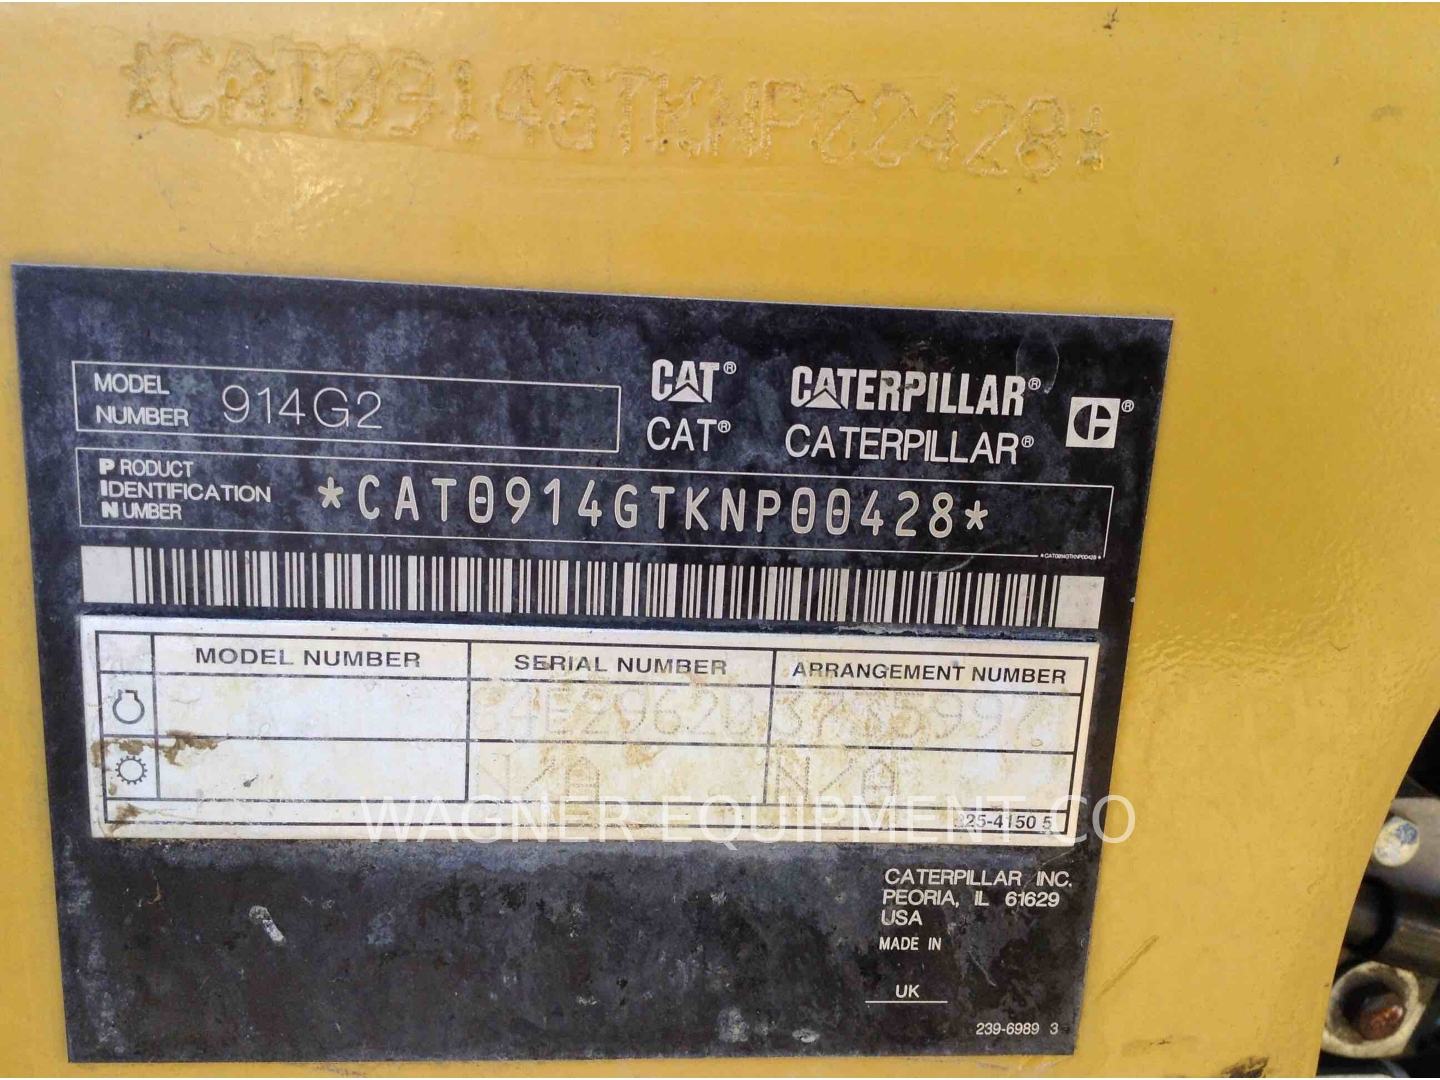 *CAT0914GTKNP00428*
MODEL NUMBER 914G2
CAT® CATERPILLAR®
CAT® CATERPILLAR®
PRODUCT IDENTIFICATION NUMBER *CAT0914GTKNP00428*
*CAT0914GTKNP00428*
MODEL NUMBER SERIAL NUMBER ARRANGEMENT NUMBER
N/A
WAGNER EQUIPMENT CO
225-4150 5
CATERPILLAR INC.
PEORIA, IL 61629
USA
MADE IN
UK
239-6989 3